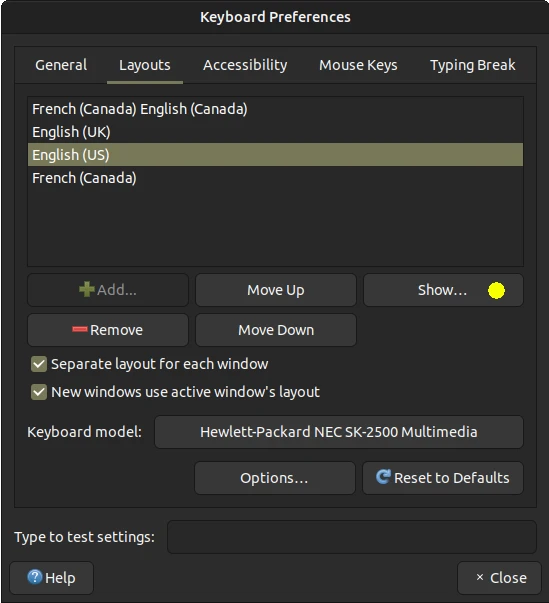 Keyboard Preferences
General Layouts Accessibility Mouse Keys Typing Break
French (Canada) English (Canada)
English (UK)
English (US)
French (Canada)
Add... Move Up Show...
Remove Move Down
Separate layout for each window
New windows use active window's layout
Keyboard model: Hewlett-Packard NEC SK-2500 Multimedia
Options... Reset to Defaults
Type to test settings:
Help Close